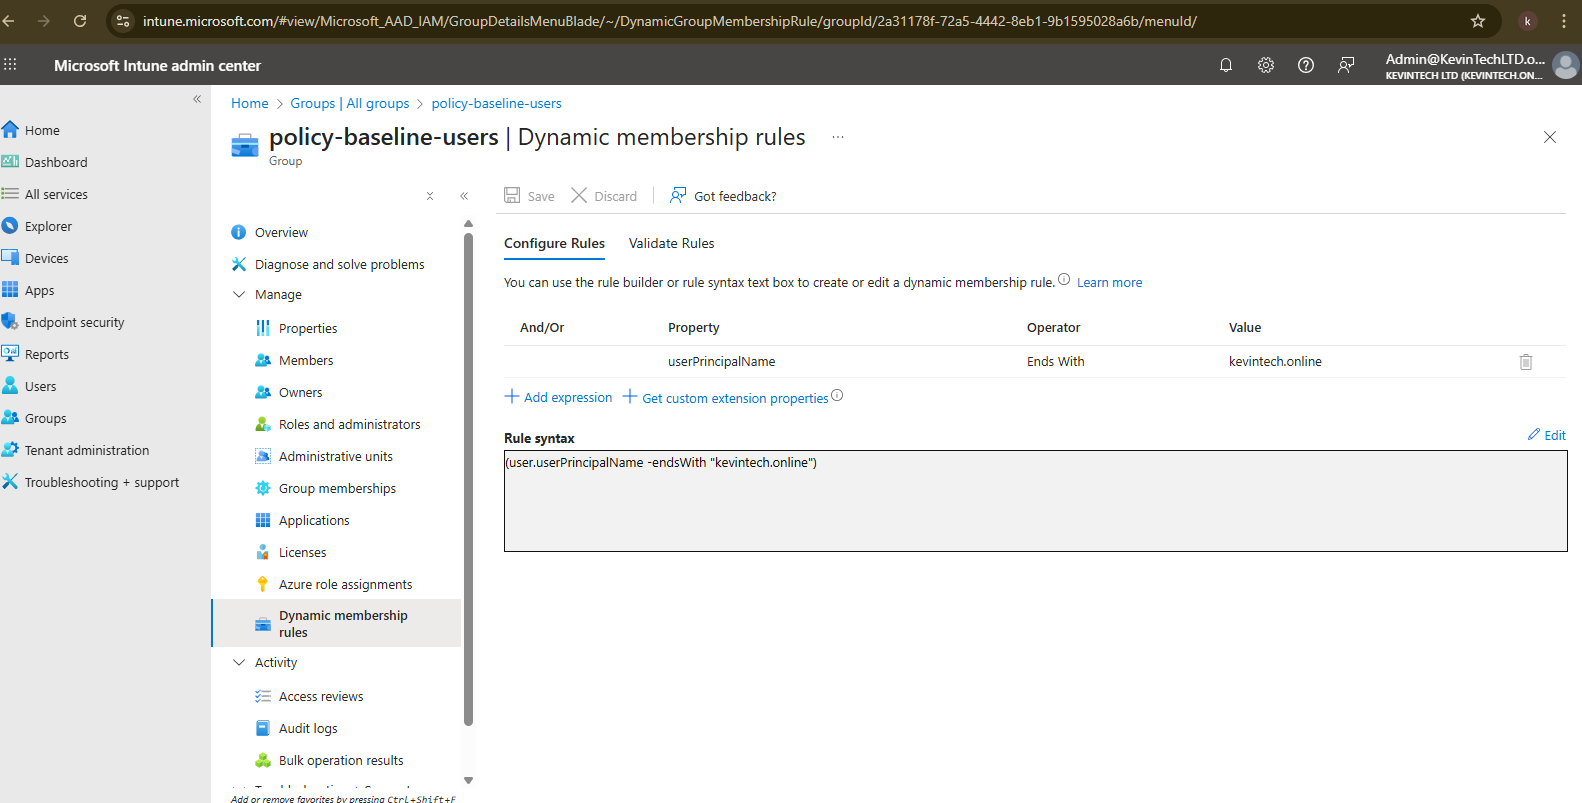 intune.microsoft.com/#view/Microsoft_AAD_IAM/GroupDetailsMenuBlade/~/DynamicGroupMembershipRule/groupId/2a31178f-72a5-4442-8eb1-9b1595028a6b/menuId/
k
Microsoft Intune admin center
Admin@KevinTechLTD.o...
KEVINTECH LTD (KEVINTECH.ON...
Home
Dashboard
All services
Explorer
Devices
Apps
Endpoint security
Reports
Users
Groups
Tenant administration
Troubleshooting + support
Home > Groups | All groups > policy-baseline-users
policy-baseline-users | Dynamic membership rules ...
Group
Overview
Diagnose and solve problems
Manage
Properties
Members
Owners
Roles and administrators
Administrative units
Group memberships
Applications
Licenses
Azure role assignments
Dynamic membership
rules
Activity
Access reviews
Audit logs
Bulk operation results
Add or remove favorites by pressing Ctrl+Shift+F
Save Discard Got feedback?
Configure Rules Validate Rules
You can use the rule builder or rule syntax text box to create or edit a dynamic membership rule. Learn more
And/Or Property Operator Value
userPrincipalName Ends With kevintech.online
+ Add expression + Get custom extension properties
Rule syntax
Edit
(user.userPrincipalName -endsWith "kevintech.online")